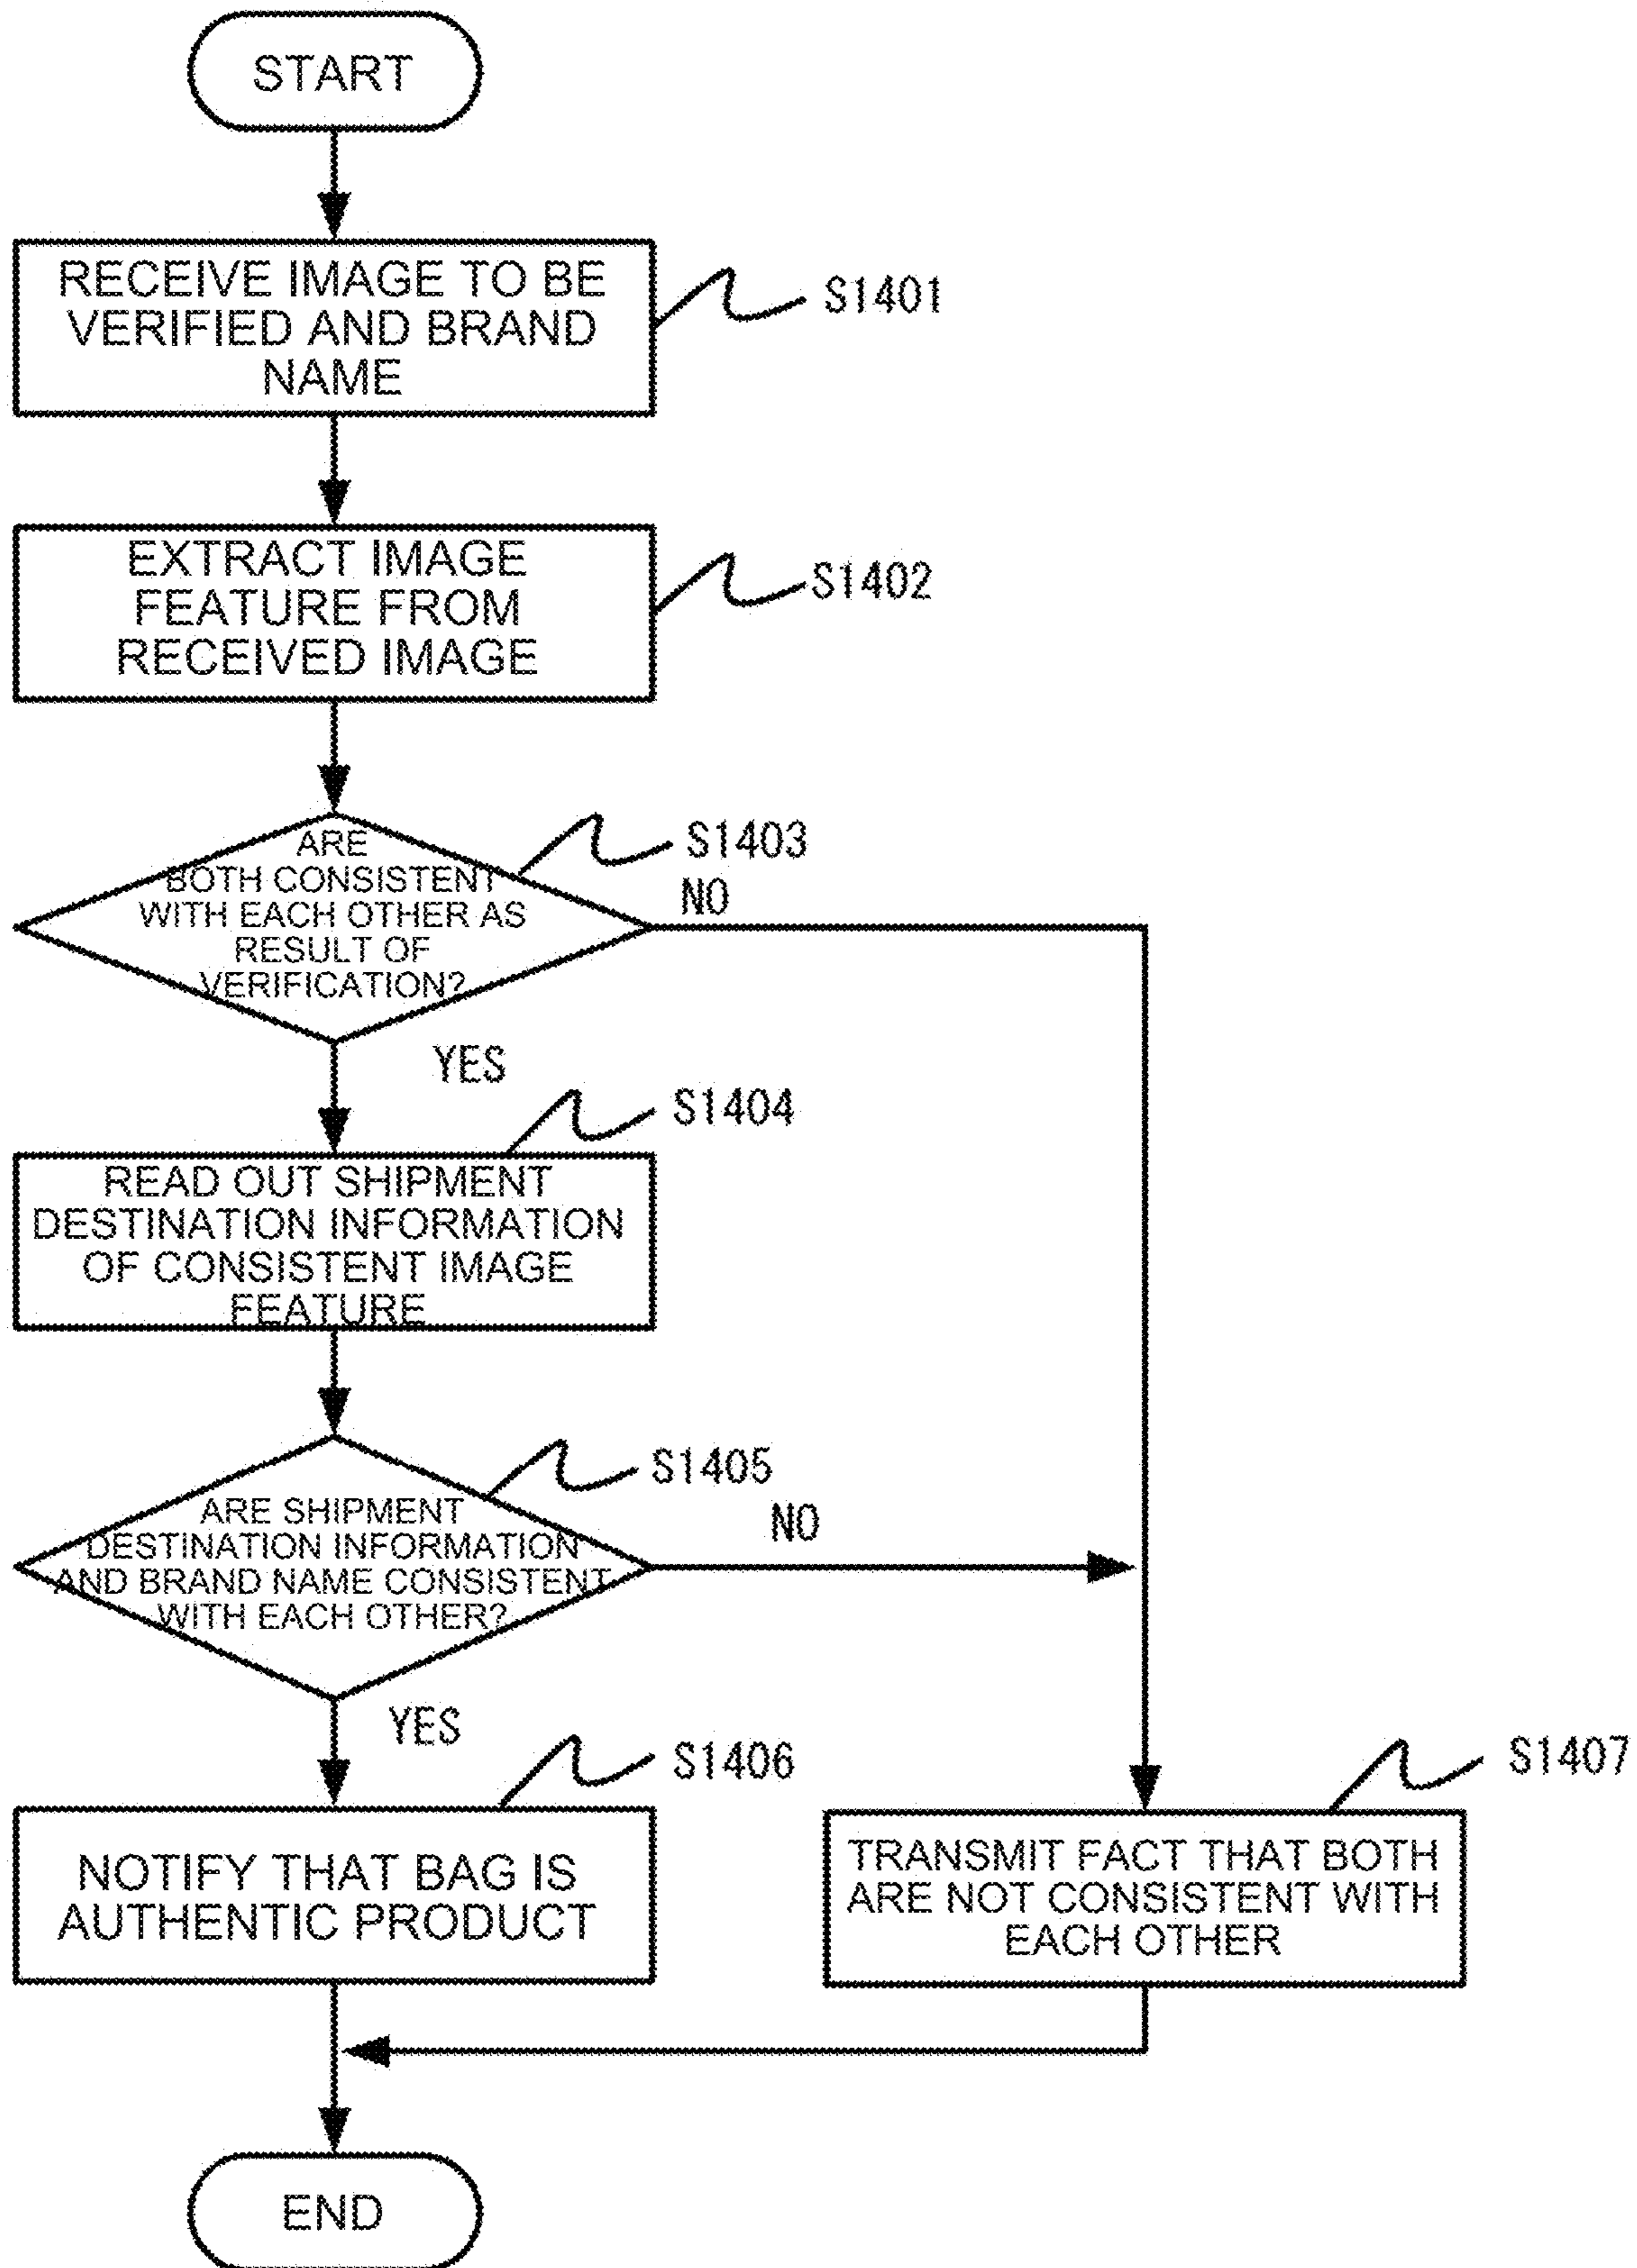 START
RECEIVE IMAGE TO BE
VERIFIED AND BRAND
NAME
S1401
EXTRACT IMAGE
FEATURE FROM
RECEIVED IMAGE
S1402
ARE
BOTH CONSISTENT
WITH EACH OTHER AS
RESULT OF
VERIFICATION?
S1403
NO
YES
S1404
READ OUT SHIPMENT
DESTINATION INFORMATION
OF CONSISTENT IMAGE
FEATURE
S1405
ARE SHIPMENT
DESTINATION INFORMATION
AND BRAND NAME CONSISTENT
WITH EACH OTHER?
NO
YES
S1406
NOTIFY THAT BAG IS
AUTHENTIC PRODUCT
S1407
TRANSMIT FACT THAT BOTH
ARE NOT CONSISTENT WITH
EACH OTHER
END